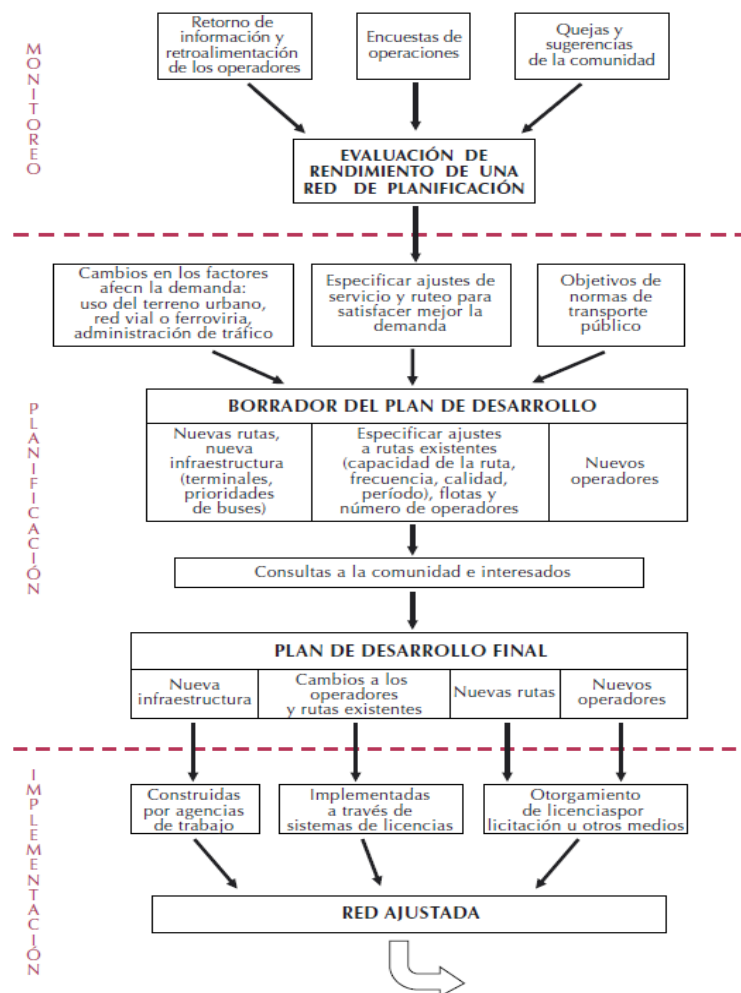 MONITOREO
Retorno de
información y
retroalimentación
de los operadores
Encuestas de
operaciones
Quejas y
sugerencias
de la comunidad
EVALUACIÓN DE
RENDIMIENTO DE UNA
RED DE PLANIFICACIÓN
PLANIFICACIÓN
Cambios en los factores
afecn la demanda:
uso del terreno urbano,
red vial o ferroviria,
administración de tráfico
Especificar ajustes de
servicio y ruteo para
satisfacer mejor la
demanda
Objetivos de
normas de
transporte
público
BORRADOR DEL PLAN DE DESARROLLO
Nuevas rutas,
nueva
infraestructura
(terminales,
prioridades
de buses)
Especificar ajustes
a rutas existentes
(capacidad de la ruta,
frecuencia, calidad,
período), flotas y
número de operadores
Nuevos
operadores
Consultas a la comunidad e interesados
PLAN DE DESARROLLO FINAL
Nueva
infraestructura
Cambios a los
operadores
y rutas existentes
Nuevas rutas
Nuevos
operadores
IMPLEMENTACIÓN
Construidas
por agencias
de trabajo
Implementadas
a través de
sistemas de licencias
Otorgamiento
de licenciaspor
licitación u otros medios
RED AJUSTADA